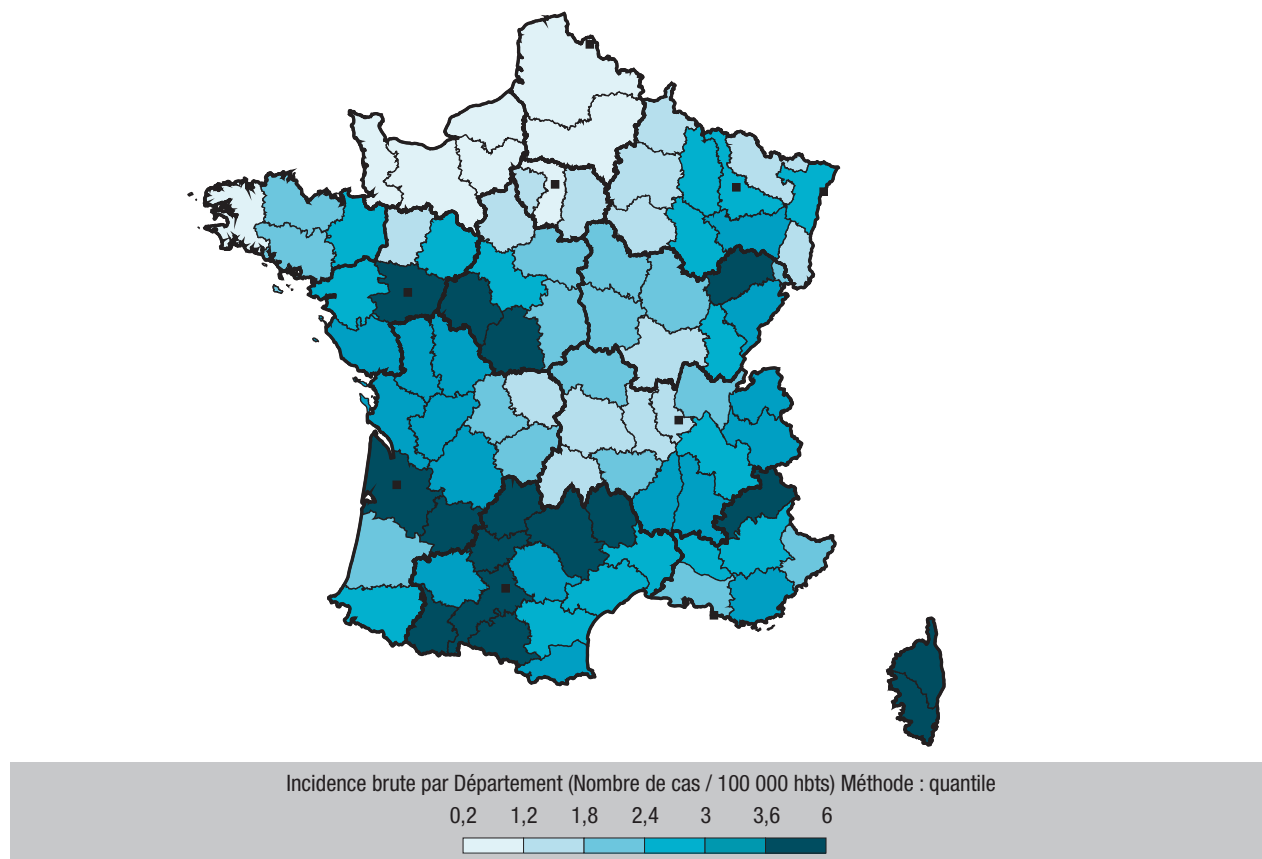 Incidence brute par Département (Nombre de cas / 100 000 hbts) Méthode : quantile
0,2 1,2 1,8 2,4 3 3,6 6